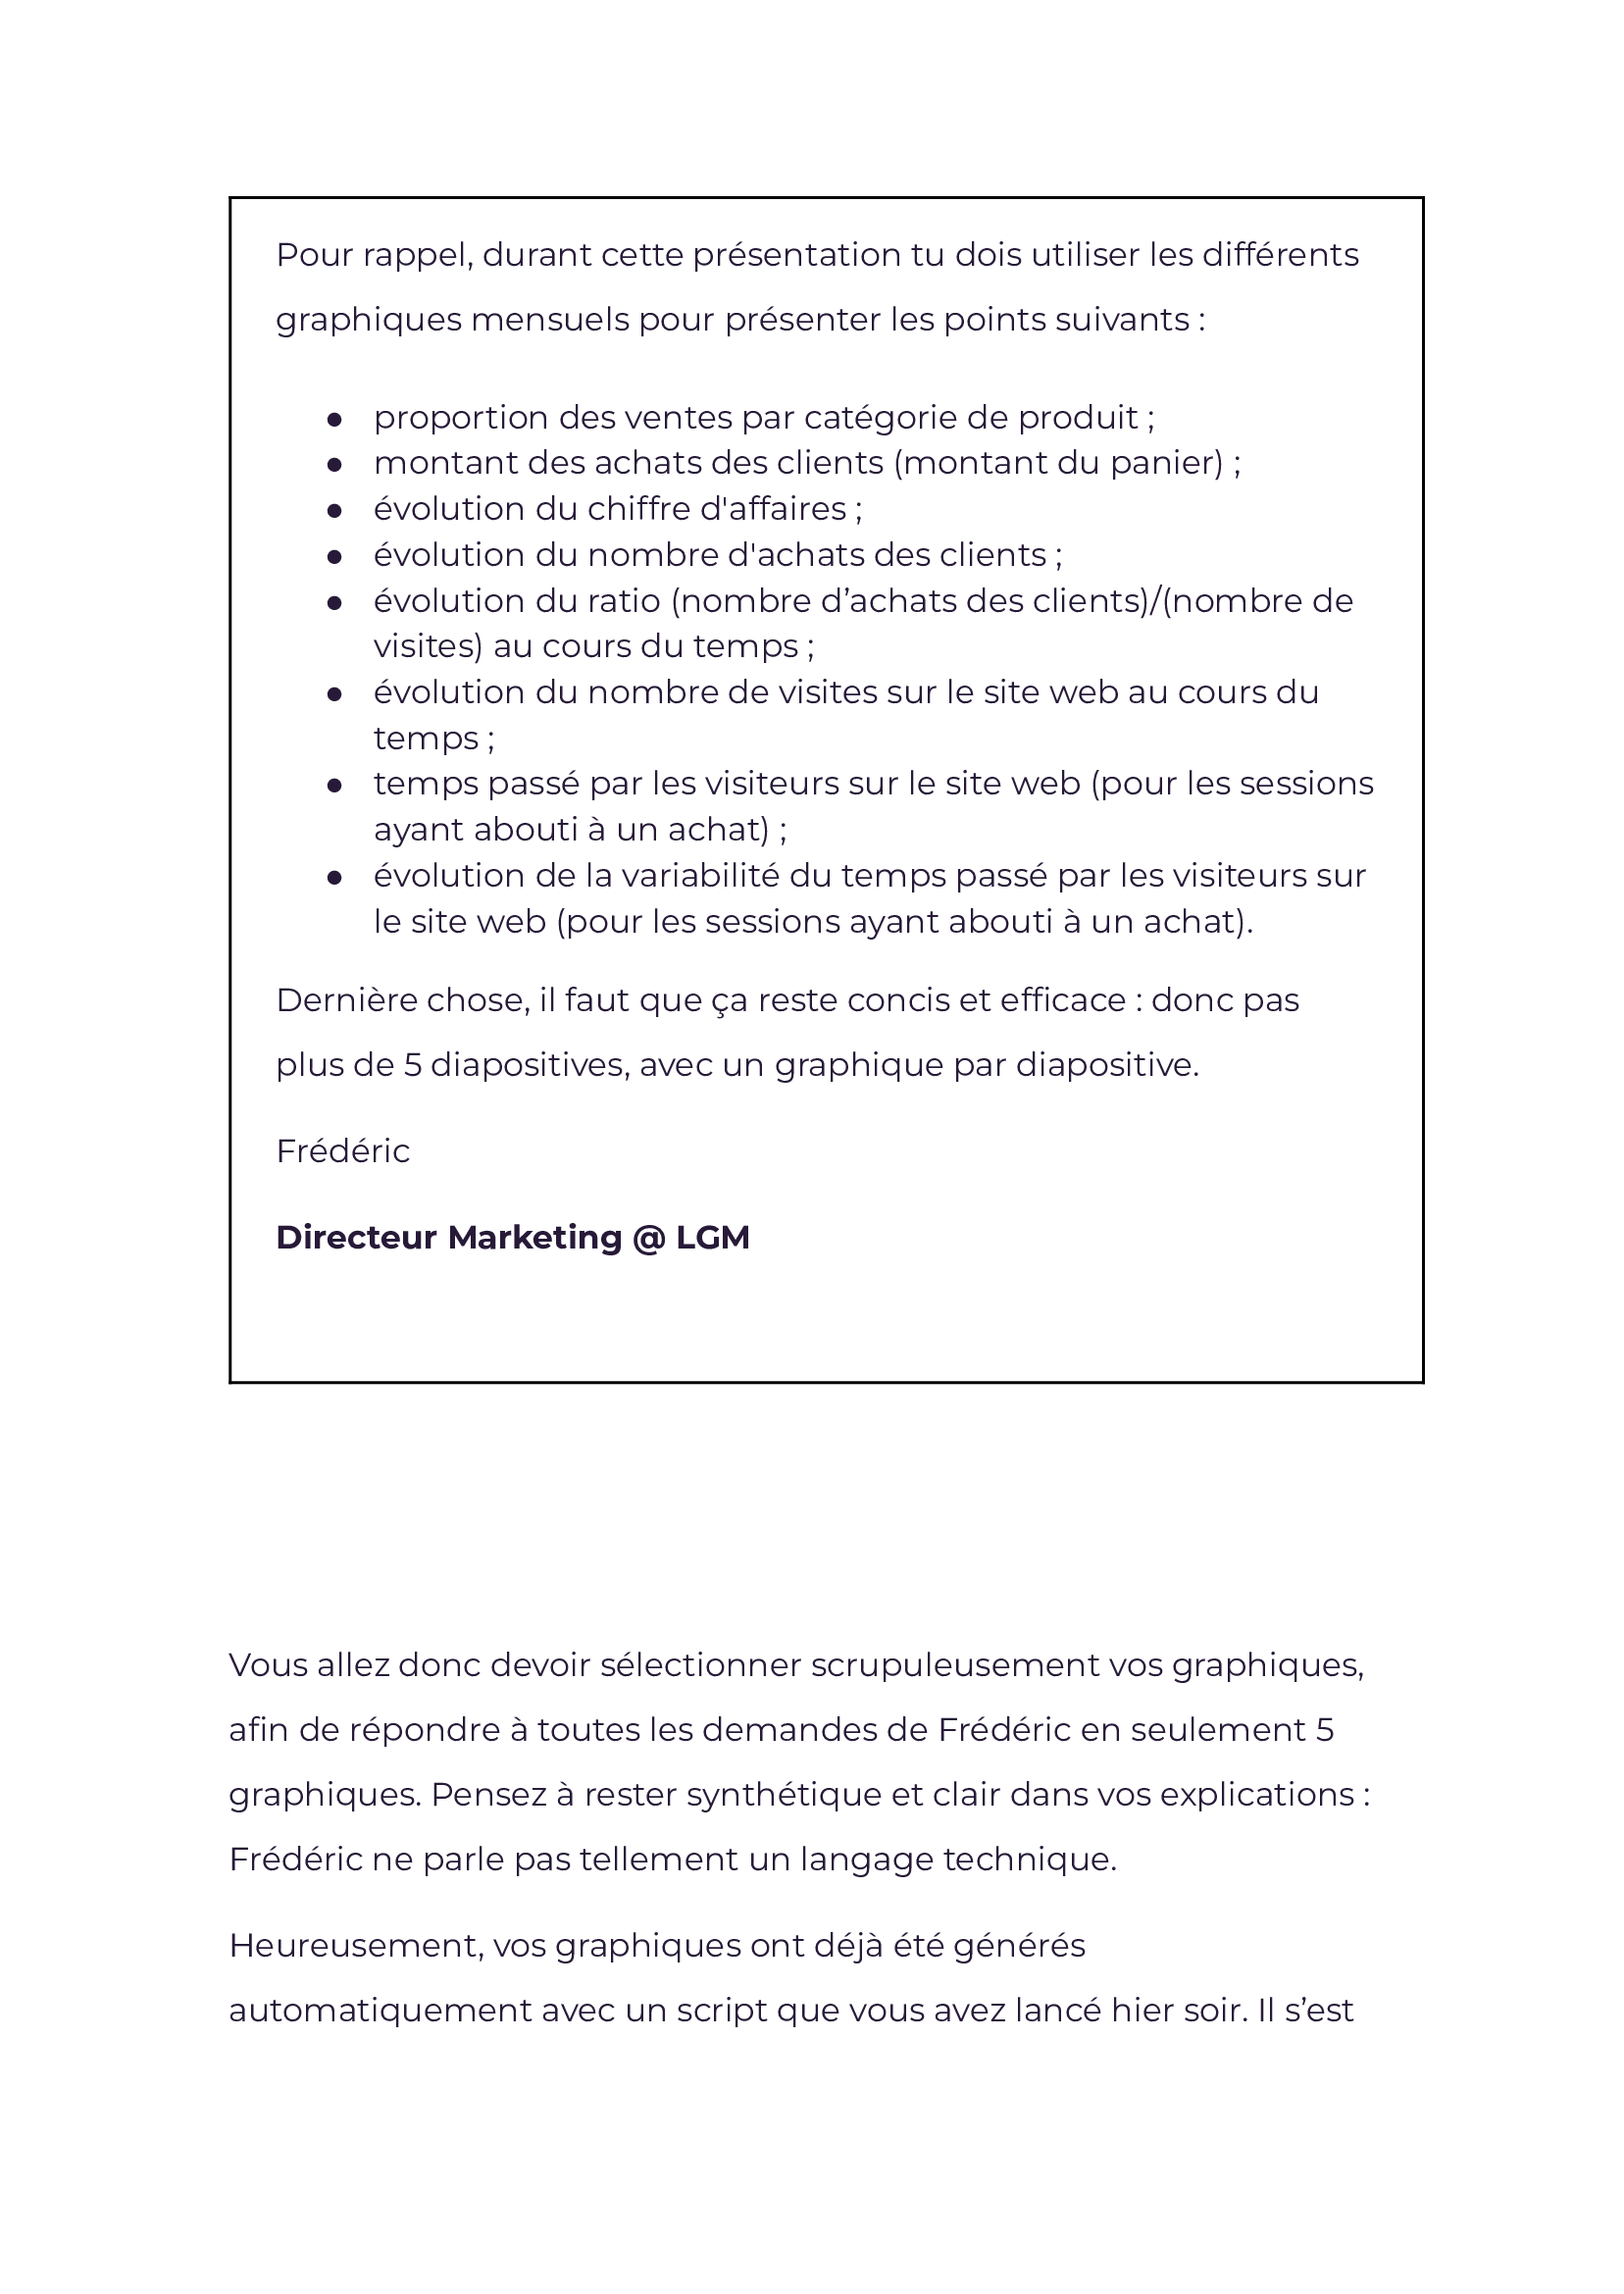 Pour rappel, durant cette présentation tu dois utiliser les différents
graphiques mensuels pour présenter les points suivants :
● proportion des ventes par catégorie de produit ;
● montant des achats des clients (montant du panier) ;
● évolution du chiffre d'affaires ;
● évolution du nombre d'achats des clients ;
● évolution du ratio (nombre d’achats des clients)/(nombre de
visites) au cours du temps ;
● évolution du nombre de visites sur le site web au cours du
temps ;
● temps passé par les visiteurs sur le site web (pour les sessions
ayant abouti à un achat) ;
● évolution de la variabilité du temps passé par les visiteurs sur
le site web (pour les sessions ayant abouti à un achat).
Dernière chose, il faut que ça reste concis et efficace : donc pas
plus de 5 diapositives, avec un graphique par diapositive.
Frédéric
Directeur Marketing @ LGM
Vous allez donc devoir sélectionner scrupuleusement vos graphiques,
afin de répondre à toutes les demandes de Frédéric en seulement 5
graphiques. Pensez à rester synthétique et clair dans vos explications :
Frédéric ne parle pas tellement un langage technique.
Heureusement, vos graphiques ont déjà été générés
automatiquement avec un script que vous avez lancé hier soir. Il s’est